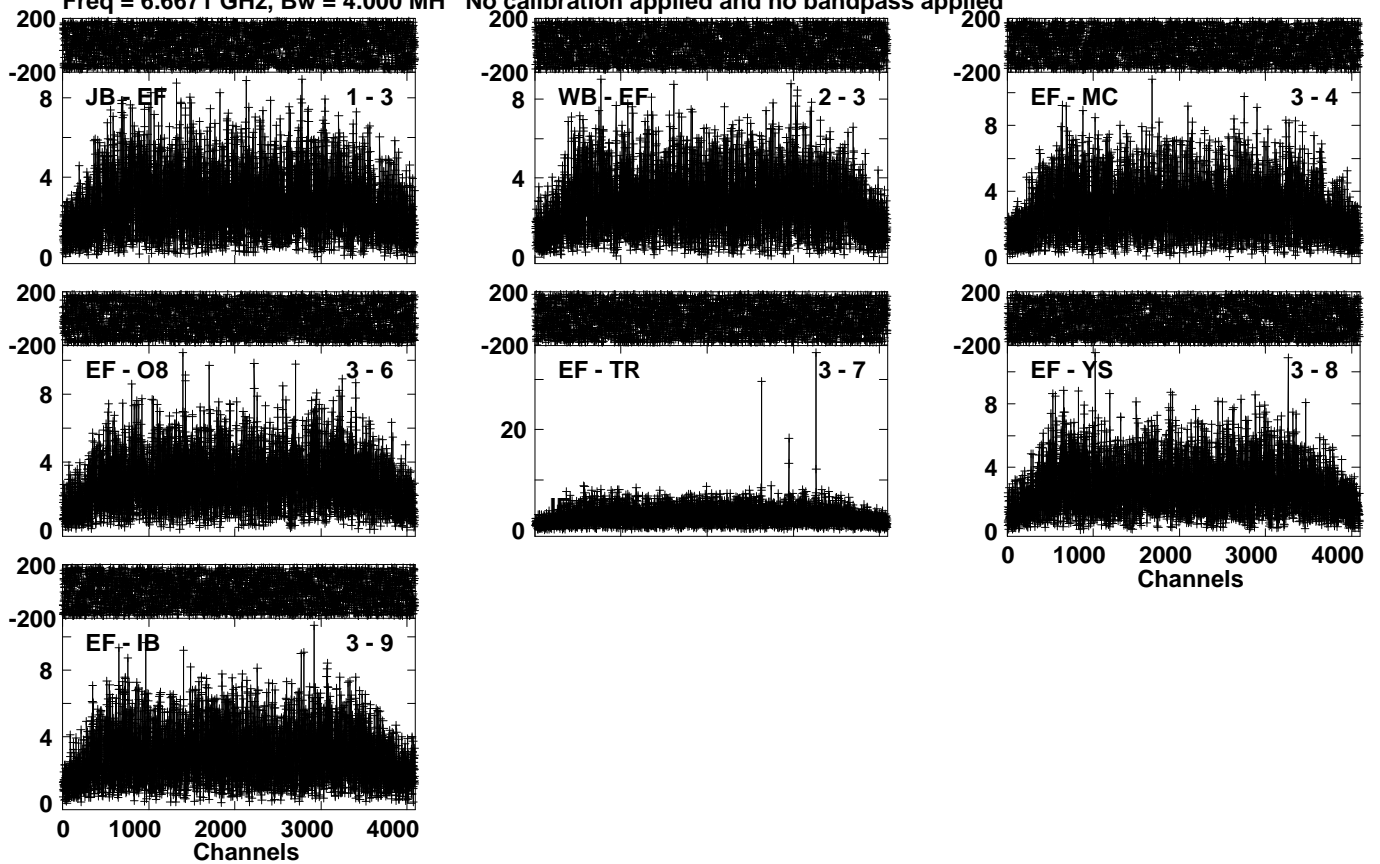 Freq = 6.6671 GHz, Bw = 4.000 MH No calibration applied and no bandpass applied
200 200 200
-200 -200 -200
JB - EF 1 - 3 WB - EF 2 - 3 EF - MC 3 - 4
8 8 8
4 4 4
0 0 0
200 200 200
-200 -200 -200
EF - O8 3 - 6 EF - TR 3 - 7 EF - YS 3 - 8
8 20 8
4 4
0 0 0
0 1000 2000 3000 4000
Channels
200
-200
EF - IB 3 - 9
8
4
0
0 1000 2000 3000 4000
Channels